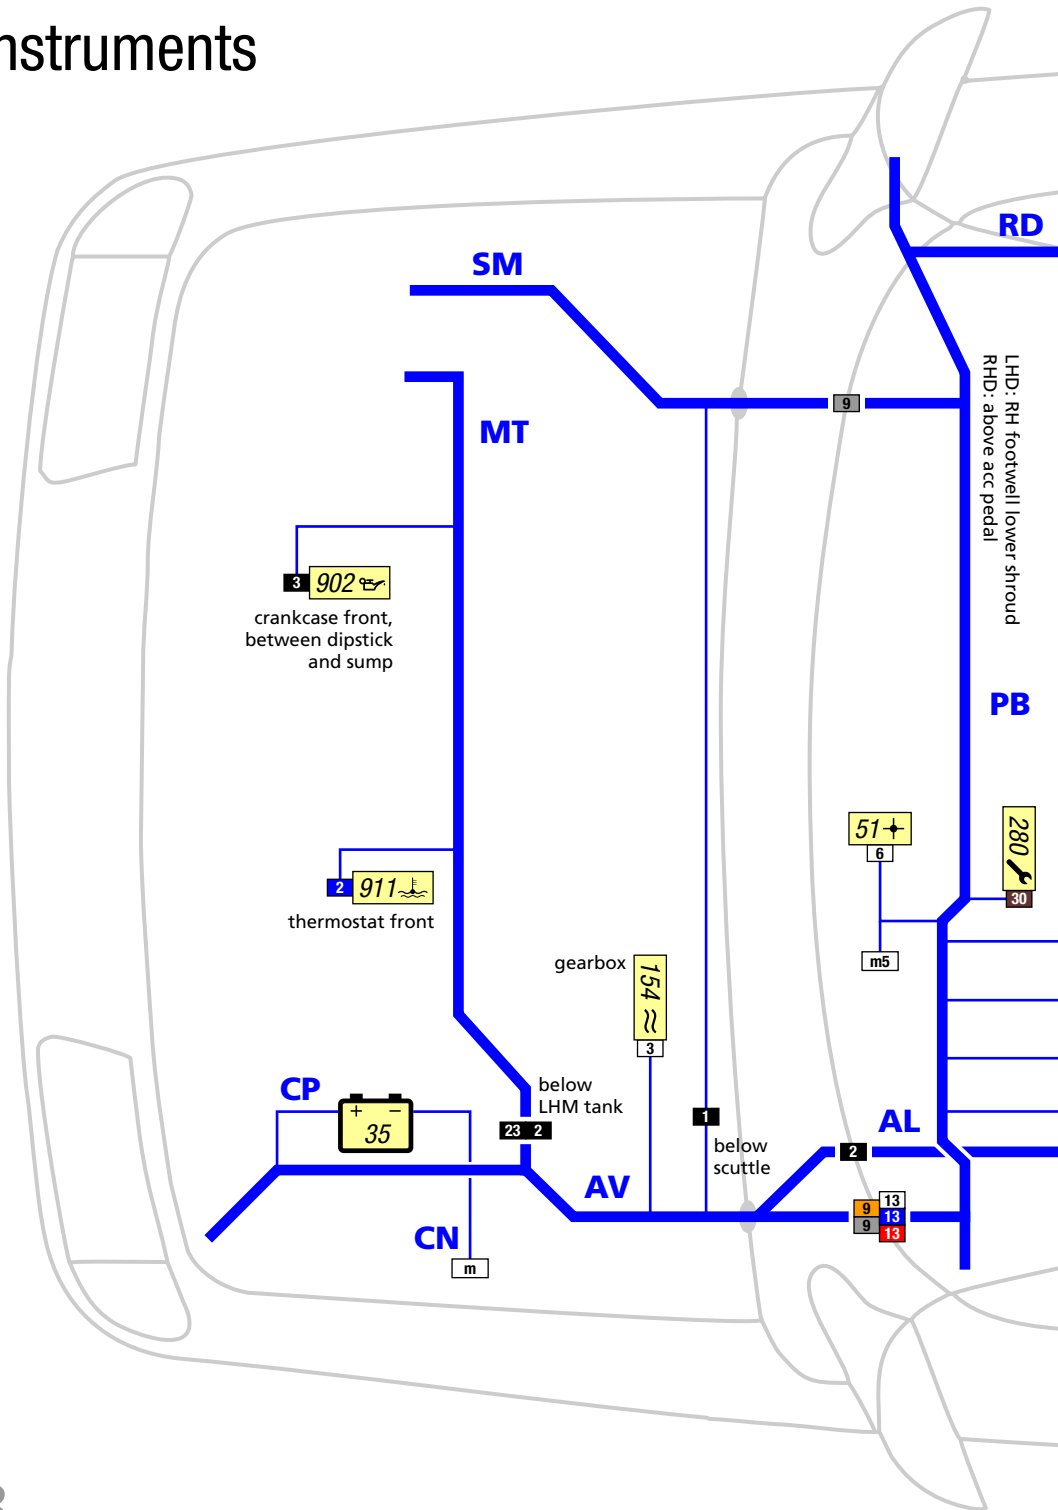 nstruments
RD
SM
9
LHD: RH footwell lower shroud
RHD: above acc pedal
MT
3 902
crankcase front,
between dipstick
and sump
PB
51
6
280
30
2 911
thermostat front
m5
gearbox
154
3
CP
+ −
35
below
LHM tank
23 2
1
below
scuttle
AL
2
AV
9
9
13
13
13
CN
m